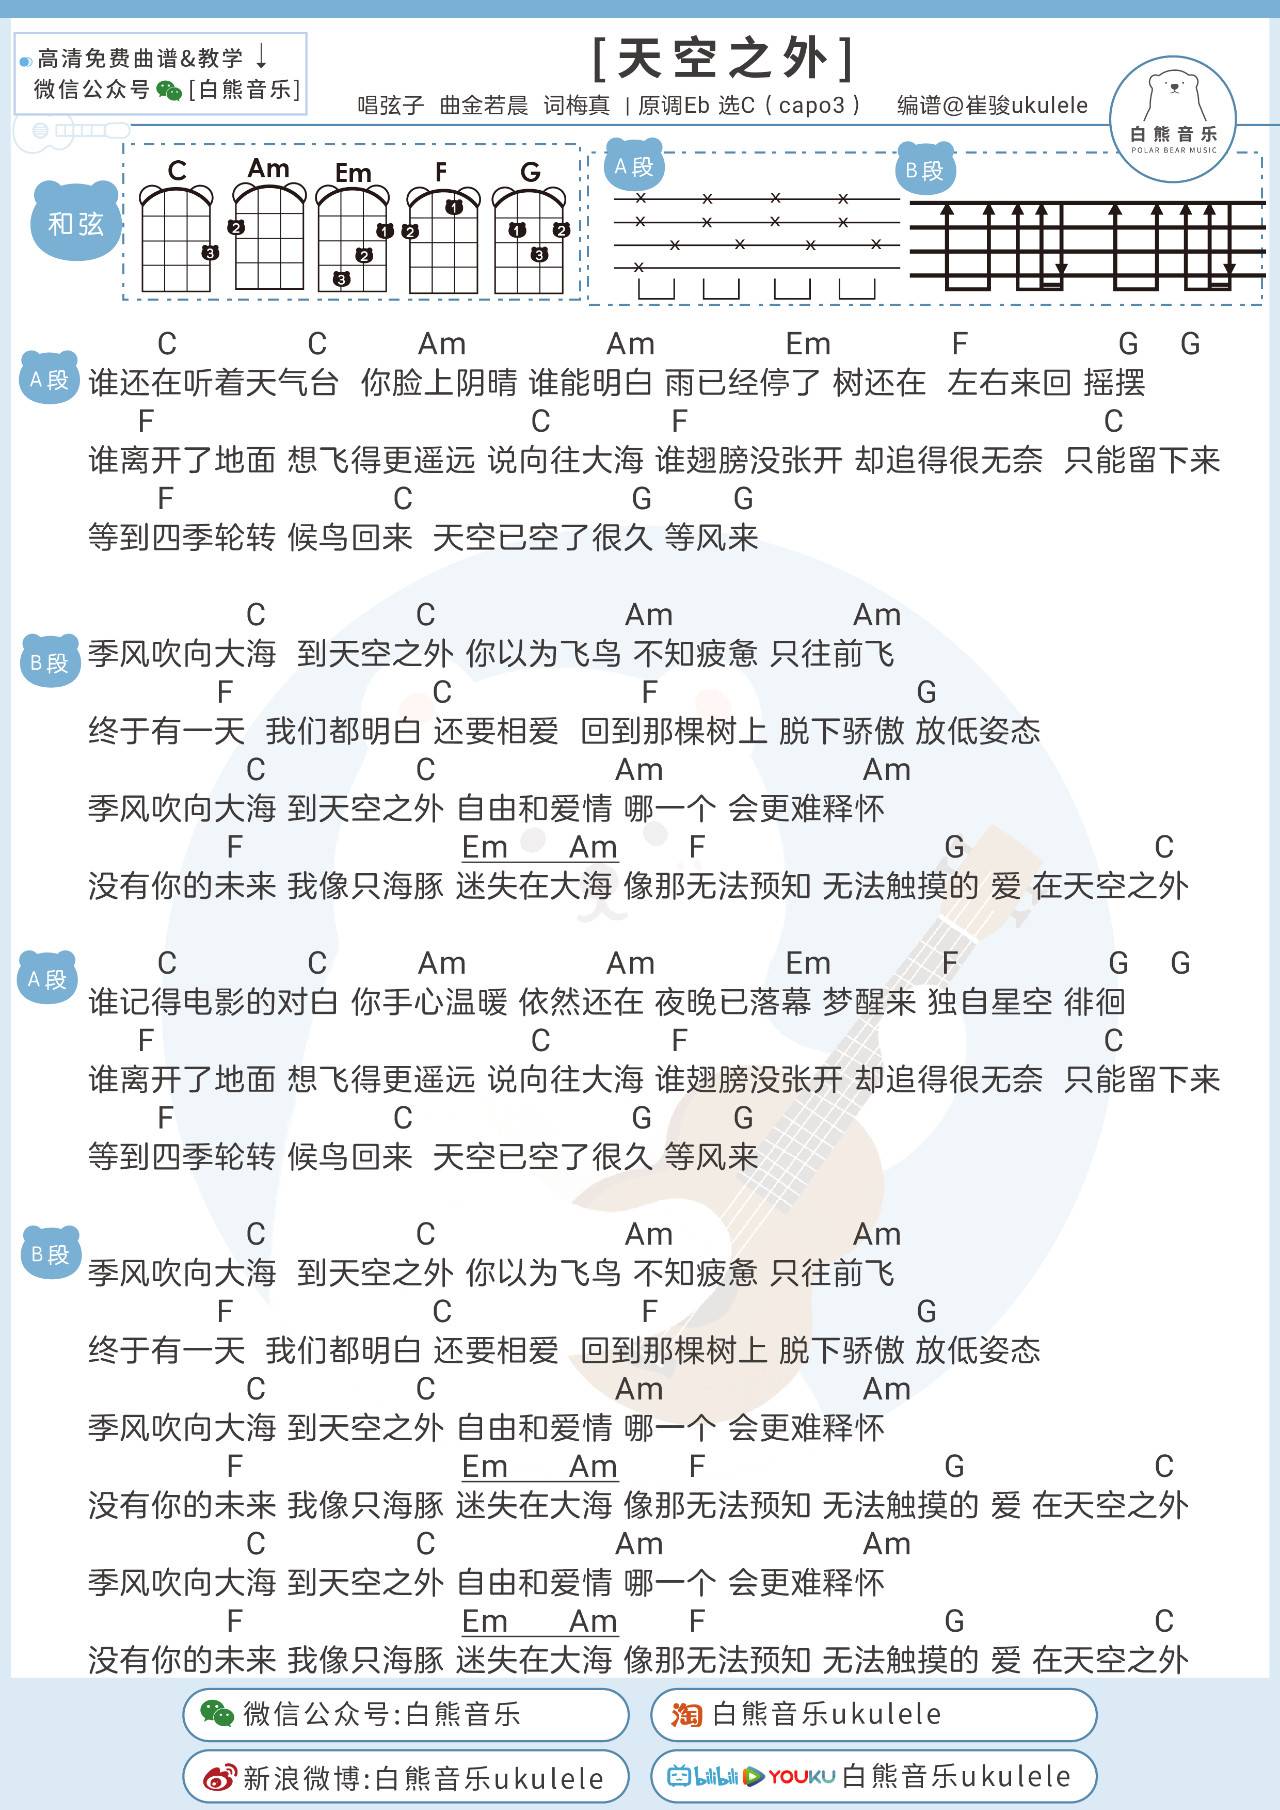 高清免费曲谱&教学↓
微信公众号 [白熊音乐]
[天空之外]
唱弦子 曲金若晨 词梅真 | 原调Eb 选C（capo3） 编谱@崔骏ukulele
白熊音乐
POLAR BEAR MUSIC
和弦
C Am Em F G
2 3 1 2 3 2 1 1 2 3
A段
B段
C C Am Am Em F G G
A段 谁还在听着天气台 你脸上阴晴 谁能明白 雨已经停了 树还在 左右来回 摇摆
F C F C
谁离开了地面 想飞得更遥远 说向往大海 谁翅膀没张开 却追得很无奈 只能留下来
F C G G
等到四季轮转 候鸟回来 天空已空了很久 等风来
C C Am Am
B段 季风吹向大海 到天空之外 你以为飞鸟 不知疲惫 只往前飞
F C F G
终于有一天 我们都明白 还要相爱 回到那棵树上 脱下骄傲 放低姿态
C C Am Am
季风吹向大海 到天空之外 自由和爱情 哪一个 会更难释怀
F Em Am F G C
没有你的未来 我像只海豚 迷失在大海 像那无法预知 无法触摸的 爱 在天空之外
C C Am Am Em F G G
A段 谁记得电影的对白 你手心温暖 依然还在 夜晚已落幕 梦醒来 独自星空 徘徊
F C F C
谁离开了地面 想飞得更遥远 说向往大海 谁翅膀没张开 却追得很无奈 只能留下来
F C G G
等到四季轮转 候鸟回来 天空已空了很久 等风来
C C Am Am
B段 季风吹向大海 到天空之外 你以为飞鸟 不知疲惫 只往前飞
F C F G
终于有一天 我们都明白 还要相爱 回到那棵树上 脱下骄傲 放低姿态
C C Am Am
季风吹向大海 到天空之外 自由和爱情 哪一个 会更难释怀
F Em Am F G C
没有你的未来 我像只海豚 迷失在大海 像那无法预知 无法触摸的 爱 在天空之外
C C Am Am
季风吹向大海 到天空之外 自由和爱情 哪一个 会更难释怀
F Em Am F G C
没有你的未来 我像只海豚 迷失在大海 像那无法预知 无法触摸的 爱 在天空之外
微信公众号:白熊音乐
淘 白熊音乐ukulele
新浪微博:白熊音乐ukulele
bilibili YOUKU 白熊音乐ukulele